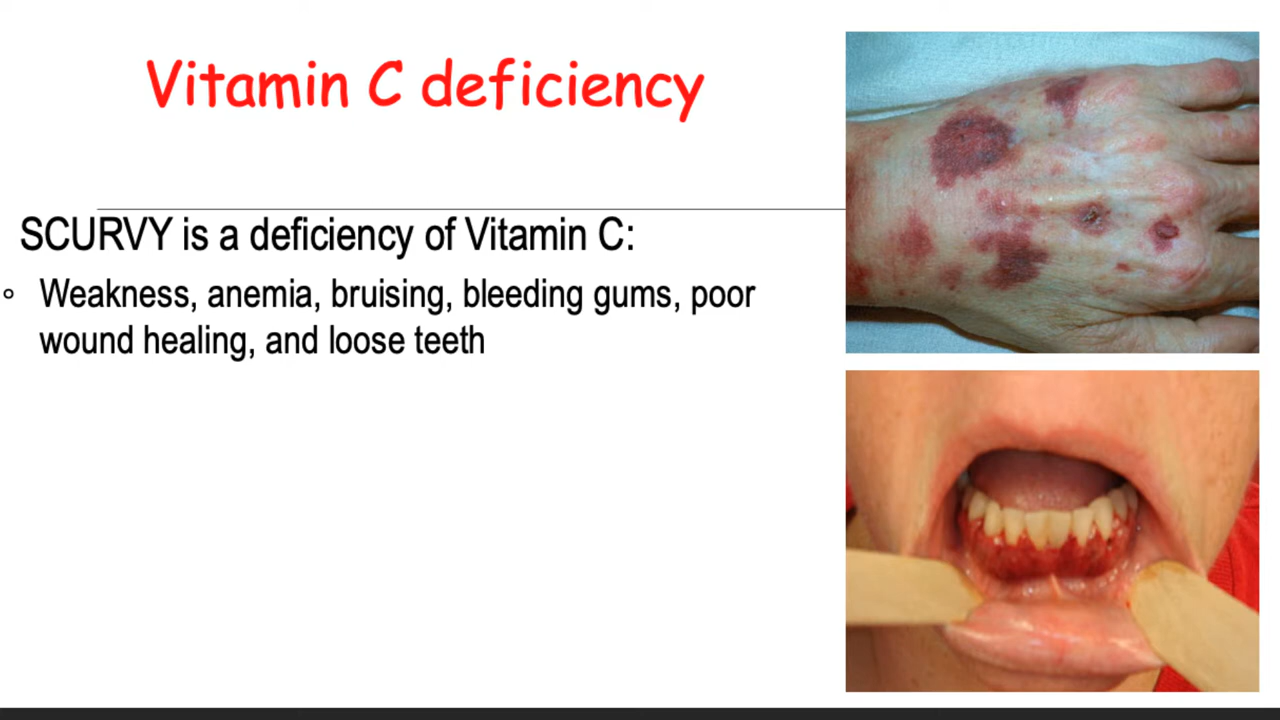 Vitamin C deficiency
SCURVY is a deficiency of Vitamin C:
Weakness, anemia, bruising, bleeding gums, poor
wound healing, and loose teeth